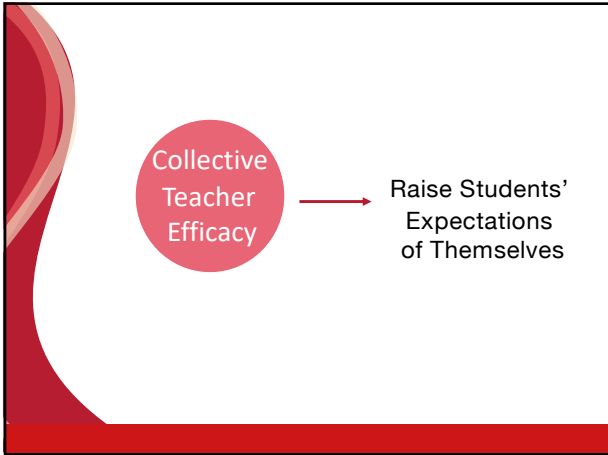 Collective
Teacher
Efficacy
Raise Students’
Expectations
of Themselves